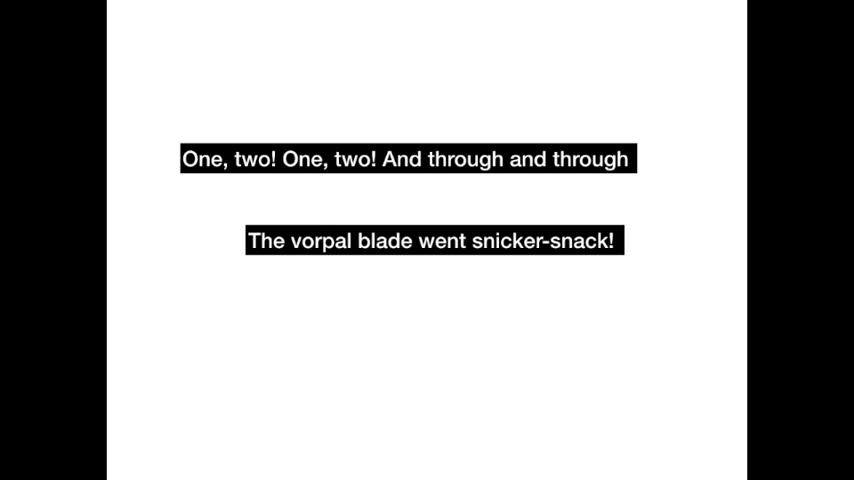 One, two! One, two! And through and through
The vorpal blade went snicker-snack!